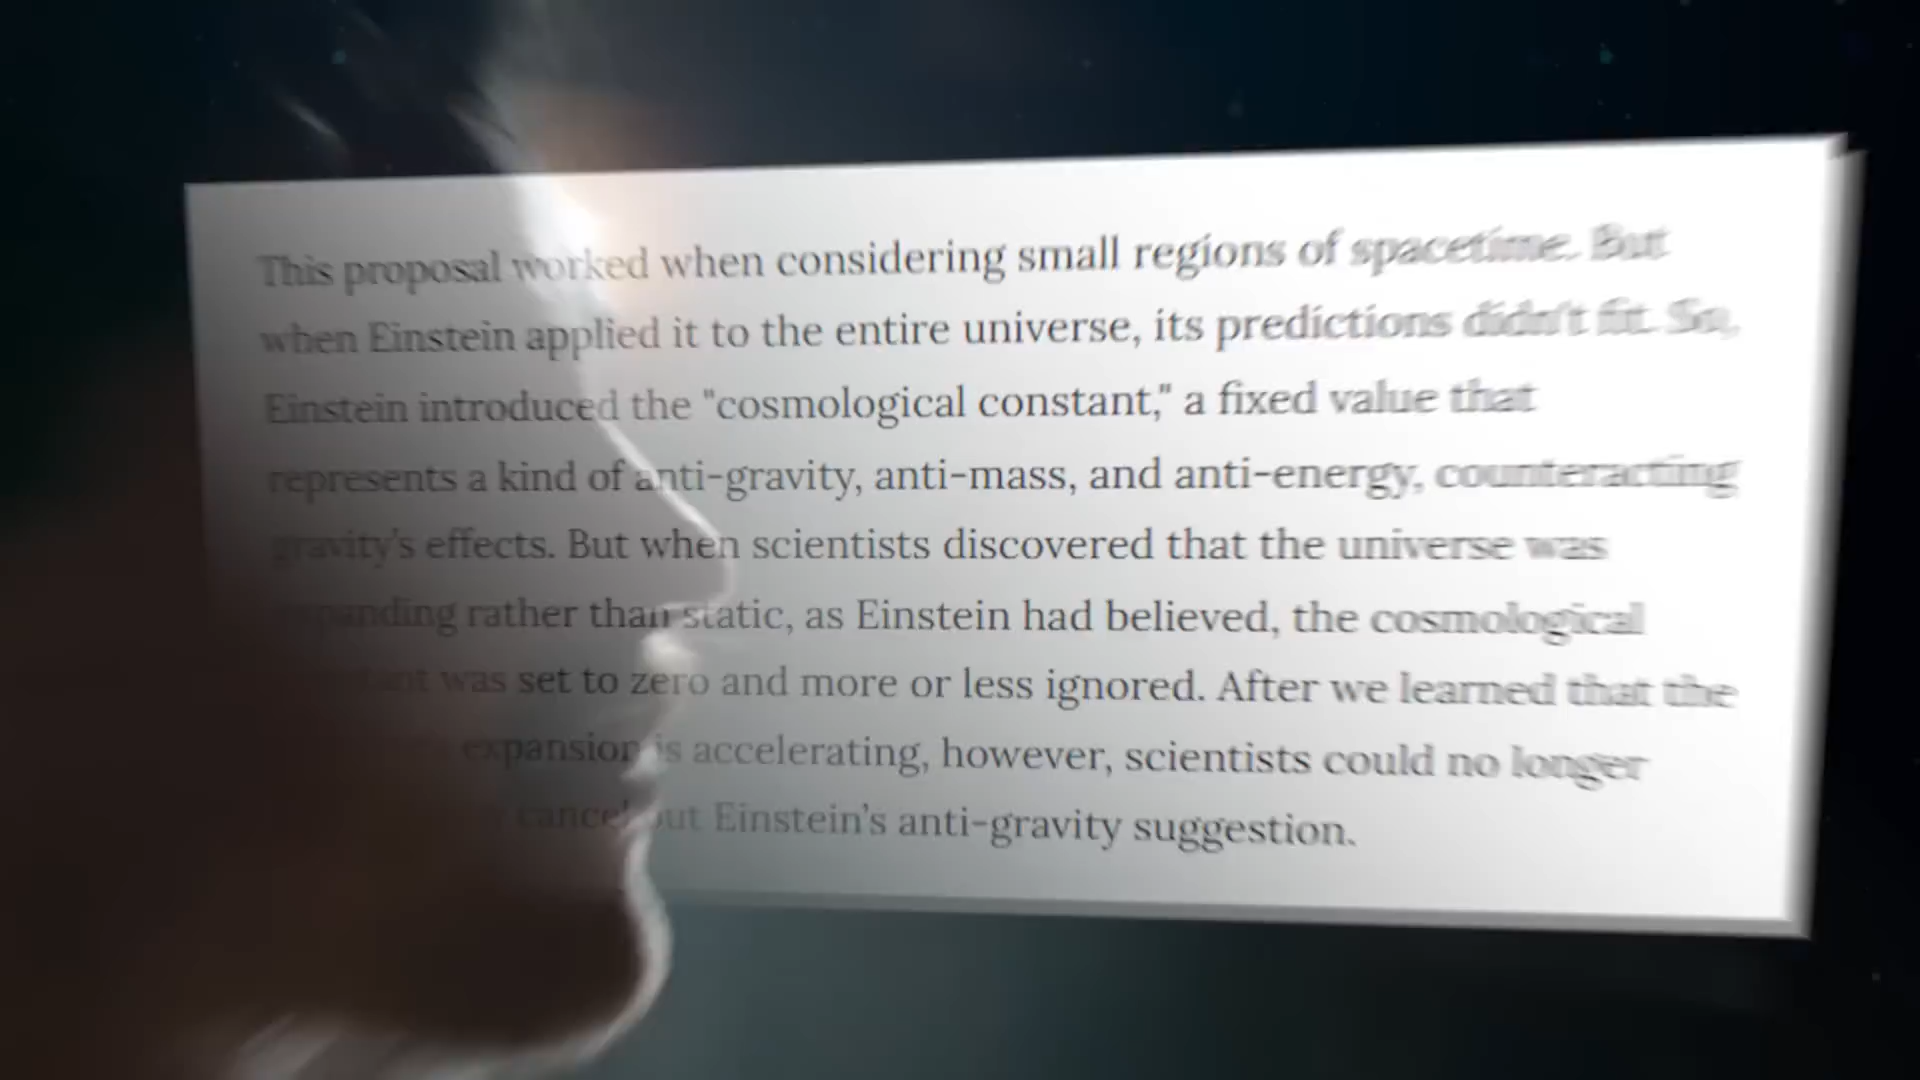 This proposal worked when considering small regions of spacetime. But
when Einstein applied it to the entire universe, its predictions didn't fit. So,
Einstein introduced the "cosmological constant," a fixed value that
represents a kind of anti-gravity, anti-mass, and anti-energy, counteracting
gravity's effects. But when scientists discovered that the universe was
expanding rather than static, as Einstein had believed, the cosmological
was set to zero and more or less ignored. After we learned that the
expansion is accelerating, however, scientists could no longer
cancel out Einstein's anti-gravity suggestion.